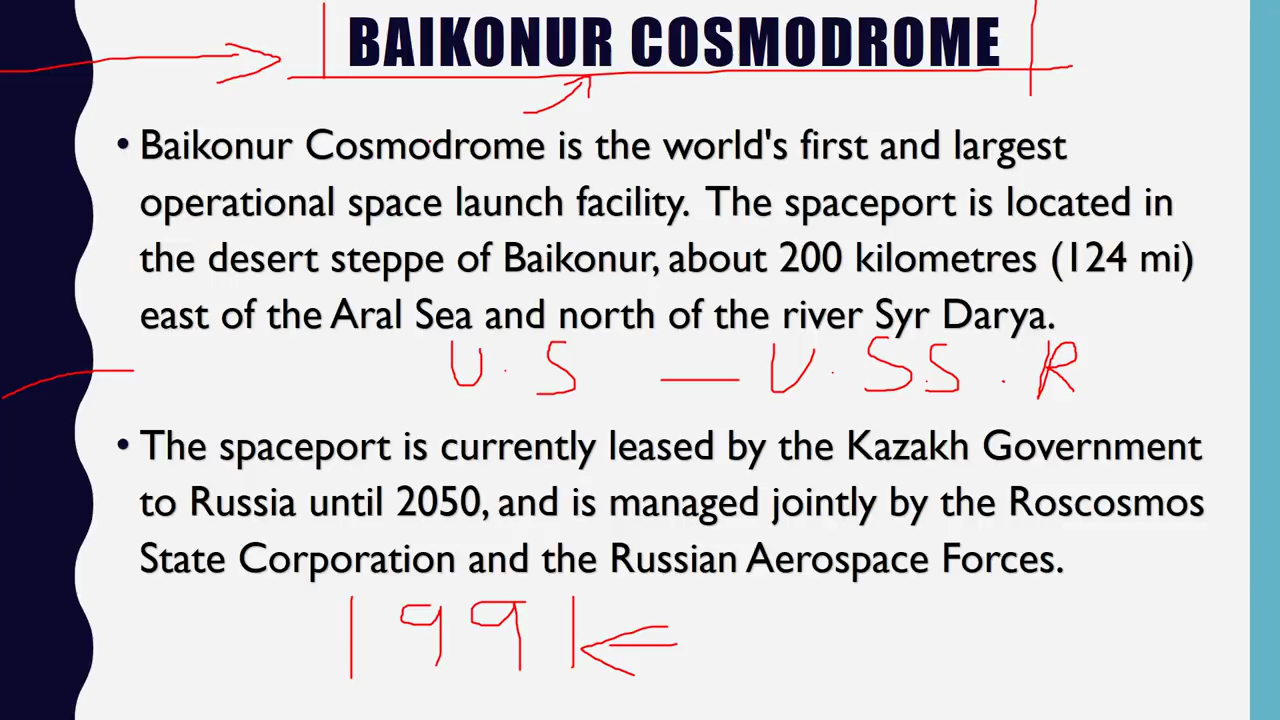 BAIKONUR COSMODROME
• Baikonur Cosmodrome is the world's first and largest
operational space launch facility. The spaceport is located in
the desert steppe of Baikonur, about 200 kilometres (124 mi)
east of the Aral Sea and north of the river Syr Darya.
U.S — U.S.S.R
• The spaceport is currently leased by the Kazakh Government
to Russia until 2050, and is managed jointly by the Roscosmos
State Corporation and the Russian Aerospace Forces.
1991